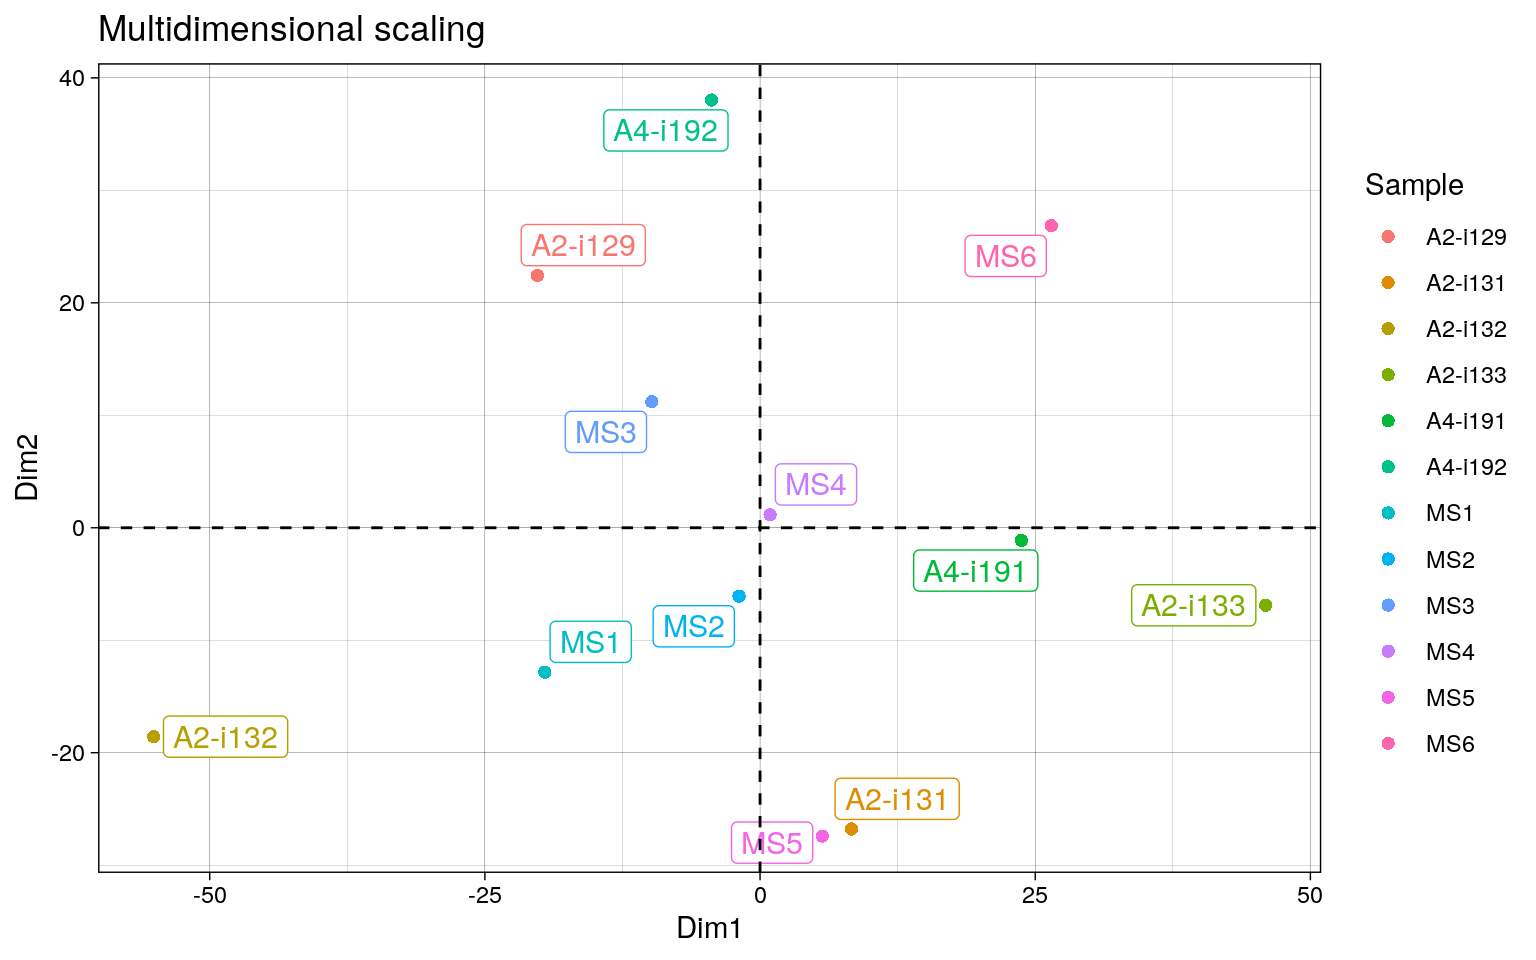 Multidimensional scaling
40
A4-i192
Sample
A2-i129
MS6
A2-i129
A2-i131
20
A2-i132
A2-i133
MS3
A4-i191
Dim2
A4-i192
MS4
MS1
0
A4-i191
MS2
A2-i133
MS3
MS2
MS1
MS4
A2-i132
MS5
-20
MS6
A2-i131
MS5
-50
-25
0
25
50
Dim1